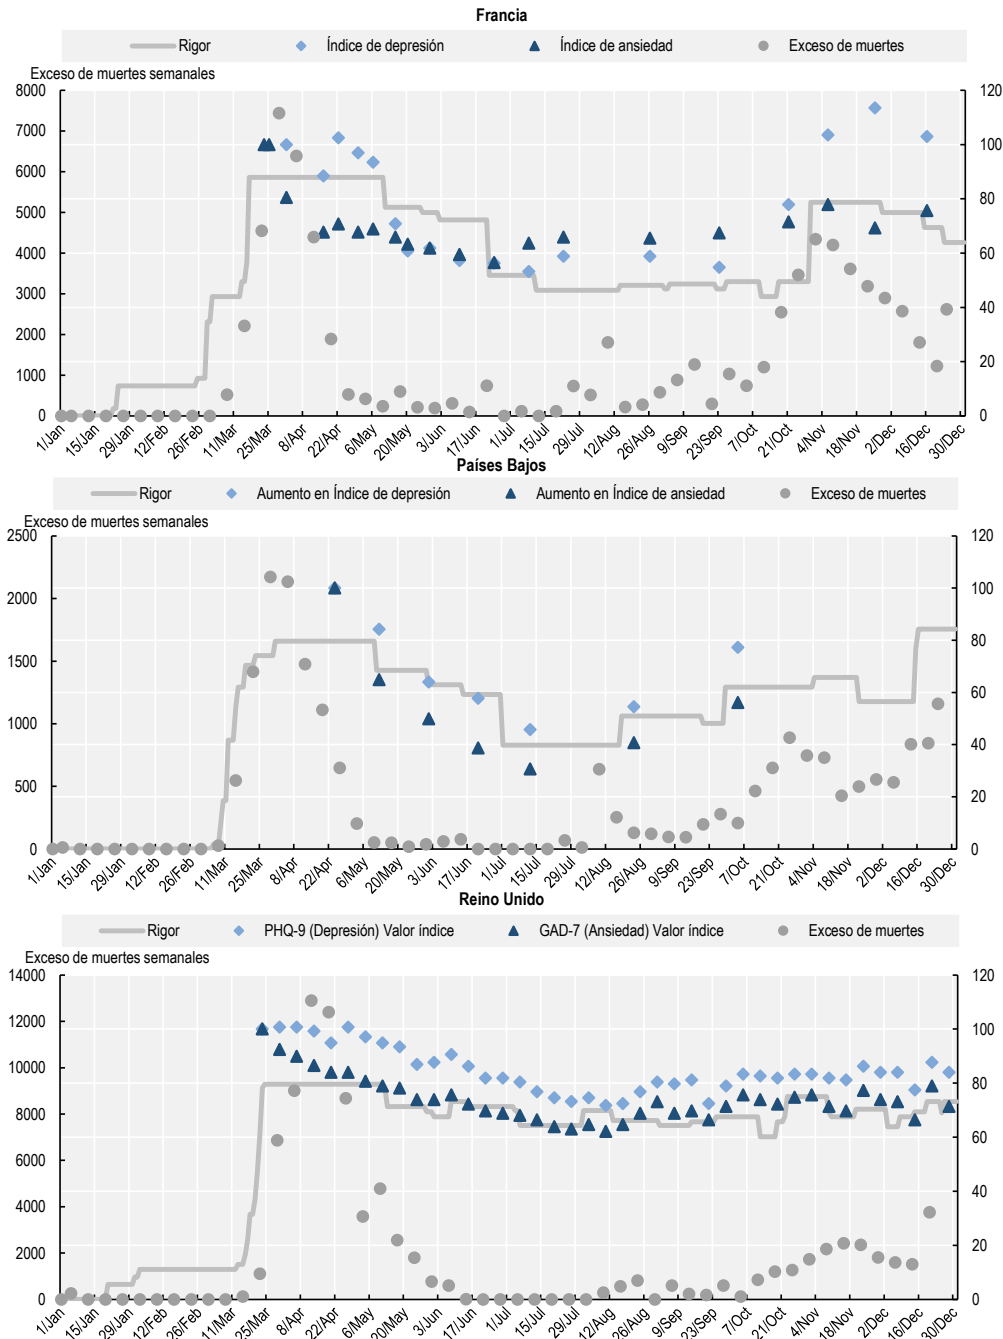 Francia
Rigor Índice de depresión Índice de ansiedad Exceso de muertes
Exceso de muertes semanales
8000 120
7000
100
6000
5000 80
4000 60
3000
40
2000
20
1000
0 0
1/Jan 15/Jan 29/Jan 12/Feb 26/Feb 11/Mar 25/Mar 8/Apr 22/Apr 6/May 20/May 3/Jun 17/Jun 1/Jul 15/Jul 29/Jul 12/Aug 26/Aug 9/Sep 23/Sep 7/Oct 21/Oct 4/Nov 18/Nov 2/Dec 16/Dec 30/Dec
Países Bajos
Rigor Aumento en Índice de depresión Aumento en Índice de ansiedad Exceso de muertes
Exceso de muertes semanales
2500 120
100
2000
80
1500
60
1000
40
500
20
0 0
1/Jan 15/Jan 29/Jan 12/Feb 26/Feb 11/Mar 25/Mar 8/Apr 22/Apr 6/May 20/May 3/Jun 17/Jun 1/Jul 15/Jul 29/Jul 12/Aug 26/Aug 9/Sep 23/Sep 7/Oct 21/Oct 4/Nov 18/Nov 2/Dec 16/Dec 30/Dec
Reino Unido
Rigor PHQ-9 (Depresión) Valor índice GAD-7 (Ansiedad) Valor índice Exceso de muertes
Exceso de muertes semanales
14000 120
12000
100
10000
80
8000
60
6000
40
4000
2000 20
0 0
1/Jan 15/Jan 29/Jan 12/Feb 26/Feb 11/Mar 25/Mar 8/Apr 22/Apr 6/May 20/May 3/Jun 17/Jun 1/Jul 15/Jul 29/Jul 12/Aug 26/Aug 9/Sep 23/Sep 7/Oct 21/Oct 4/Nov 18/Nov 2/Dec 16/Dec 30/Dec